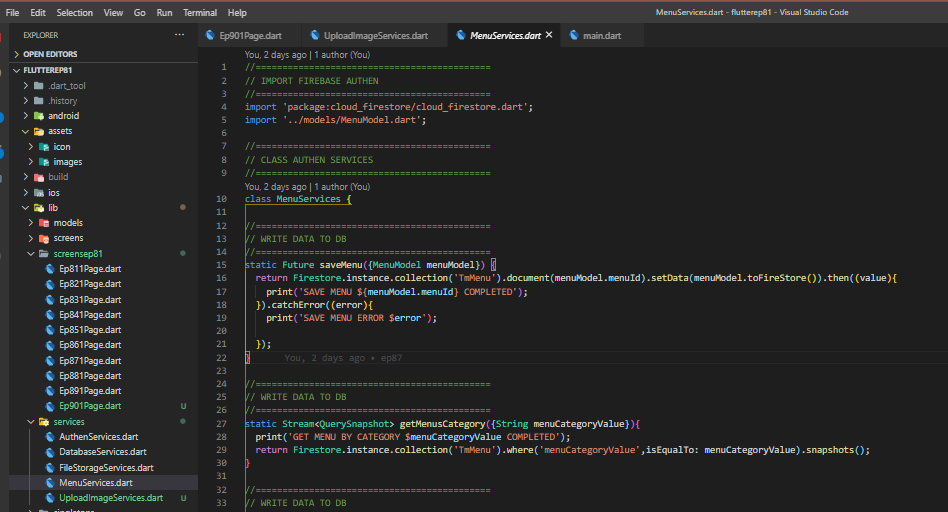 File Edit Selection View Go Run Terminal Help
MenuServices.dart - flutterep81 - Visual Studio Code
EXPLORER ···
OPEN EDITORS
FLUTTEREP81
.dart_tool
.history
android
assets
icon
images
build
ios
lib
models
screens
screensep81
Ep811Page.dart
Ep821Page.dart
Ep831Page.dart
Ep841Page.dart
Ep851Page.dart
Ep861Page.dart
Ep871Page.dart
Ep881Page.dart
Ep891Page.dart
Ep901Page.dart U
services
AuthenServices.dart
DatabaseServices.dart
FileStorageServices.dart
MenuServices.dart
UploadImageServices.dart U
Ep901Page.dart UploadImageServices.dart MenuServices.dart × main.dart
You, 2 days ago | 1 author (You)
1 //=============================================
2 // IMPORT FIREBASE AUTHEN
3 //=============================================
4 import 'package:cloud_firestore/cloud_firestore.dart';
5 import '../models/MenuModel.dart';
6
7 //=============================================
8 // CLASS AUTHEN SERVICES
9 //=============================================
You, 2 days ago | 1 author (You)
10 class MenuServices {
11
12 //=============================================
13 // WRITE DATA TO DB
14 //=============================================
15 static Future saveMenu({MenuModel menuModel}) {
16 return Firestore.instance.collection('TmMenu').document(menuModel.menuId).setData(menuModel.toFireStore()).then((value){
17 print('SAVE MENU ${menuModel.menuId} COMPLETED');
18 }).catchError((error){
19 print('SAVE MENU ERROR $error');
20
21 });
22 } You, 2 days ago • ep87
23
24 //=============================================
25 // WRITE DATA TO DB
26 //=============================================
27 static Stream<QuerySnapshot> getMenusCategory({String menuCategoryValue}){
28 print('GET MENU BY CATEGORY $menuCategoryValue COMPLETED');
29 return Firestore.instance.collection('TmMenu').where('menuCategoryValue',isEqualTo: menuCategoryValue).snapshots();
30 }
31
32 //=============================================
33 // WRITE DATA TO DB